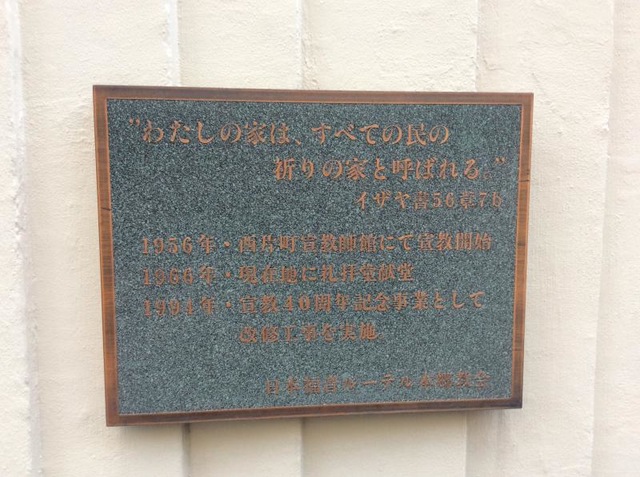 "わたしの家は、すべての民の
祈りの家と呼ばれる。"
イザヤ書56章7b
1956年・西片町宣教師館にて宣教開始
1966年・現在地に礼拝堂献堂
1994年・宣教40周年記念事業として
改修工事を実施
日本福音ルーテル 教会